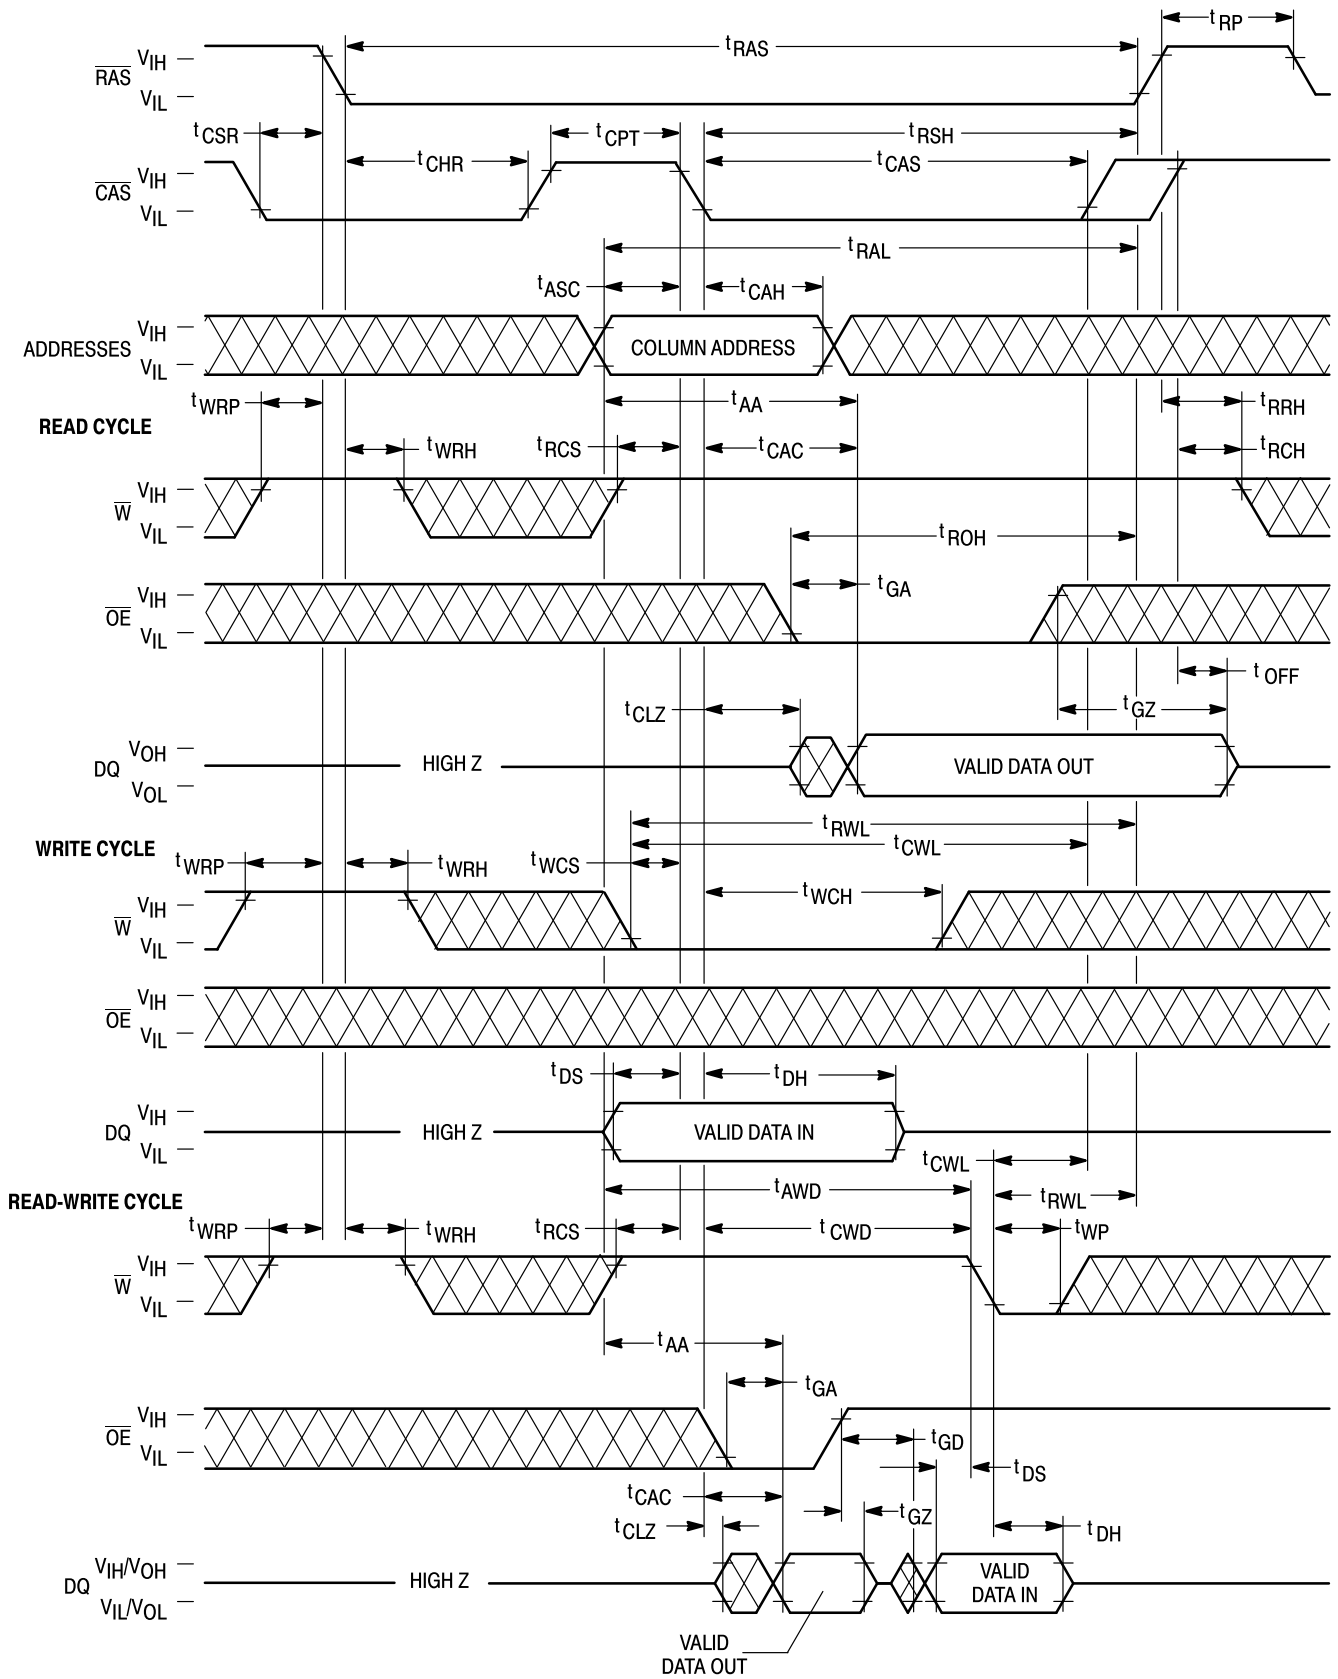 tRP
tRAS
RAS VIH
VIL
tCSR tCPT tRSH
tCHR tCAS
CAS VIH
VIL
tRAL
tASC tCAH
ADDRESSES VIH
VIL
COLUMN ADDRESS
tWRP tAA tRRH
READ CYCLE
tWRH tRCS tCAC tRCH
W VIH
VIL
tROH
tGA
OE VIH
VIL
tOFF
tCLZ tGZ
DQ VOH
VOL
HIGH Z VALID DATA OUT
tRWL
WRITE CYCLE tCWL
tWRP tWRH tWCS
tWCH
W VIH
VIL
OE VIH
VIL
tDS tDH
DQ VIH
VIL
HIGH Z VALID DATA IN
tCWL
READ-WRITE CYCLE tAWD tRWL
tWRP tWRH tRCS tCWD tWP
W VIH
VIL
tAA
tGA
OE VIH
VIL
tGD
tDS
tCAC
tCLZ tGZ tDH
DQ VIH/VOH
VIL/VOL
HIGH Z
VALID
DATA IN
VALID
DATA OUT